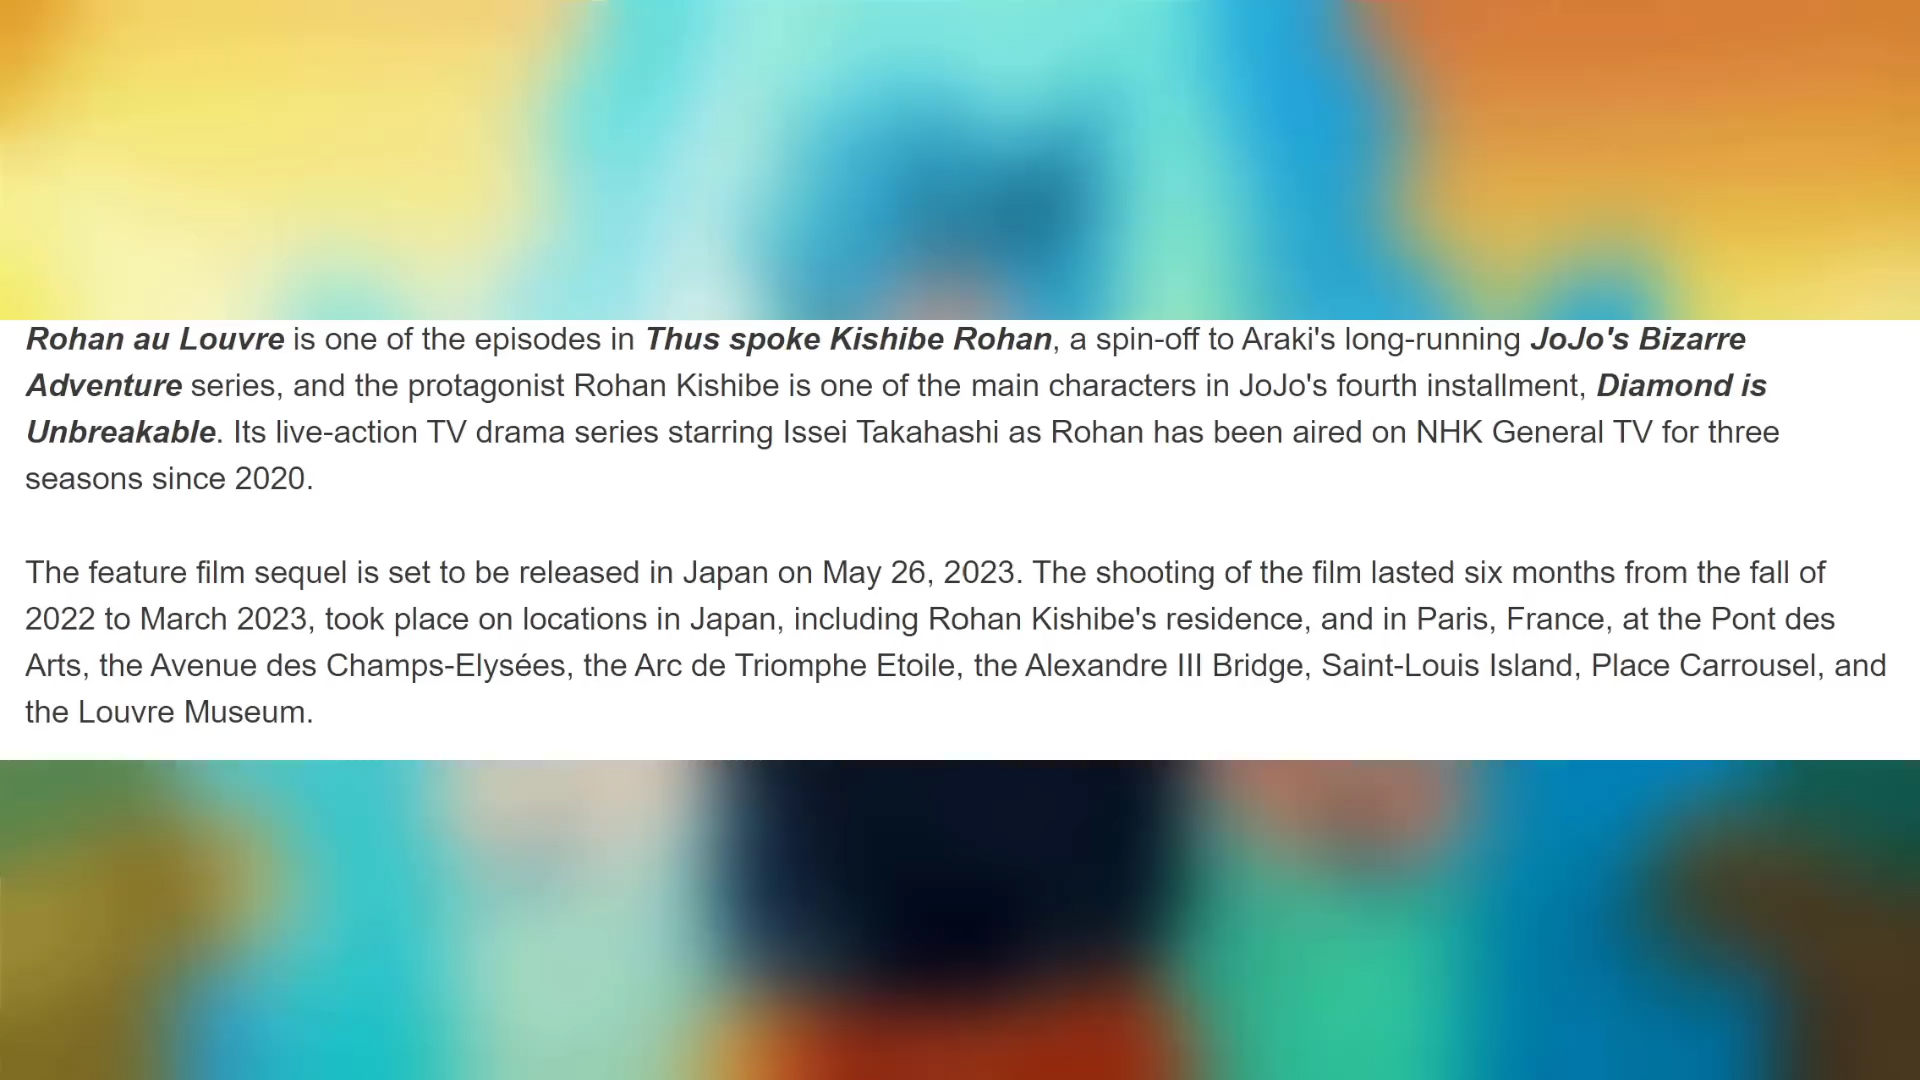 Rohan au Louvre is one of the episodes in Thus spoke Kishibe Rohan, a spin-off to Araki's long-running JoJo's Bizarre
Adventure series, and the protagonist Rohan Kishibe is one of the main characters in JoJo's fourth installment, Diamond is
Unbreakable. Its live-action TV drama series starring Issei Takahashi as Rohan has been aired on NHK General TV for three
seasons since 2020.
The feature film sequel is set to be released in Japan on May 26, 2023. The shooting of the film lasted six months from the fall of
2022 to March 2023, took place on locations in Japan, including Rohan Kishibe's residence, and in Paris, France, at the Pont des
Arts, the Avenue des Champs-Elysées, the Arc de Triomphe Etoile, the Alexandre III Bridge, Saint-Louis Island, Place Carrousel, and
the Louvre Museum.